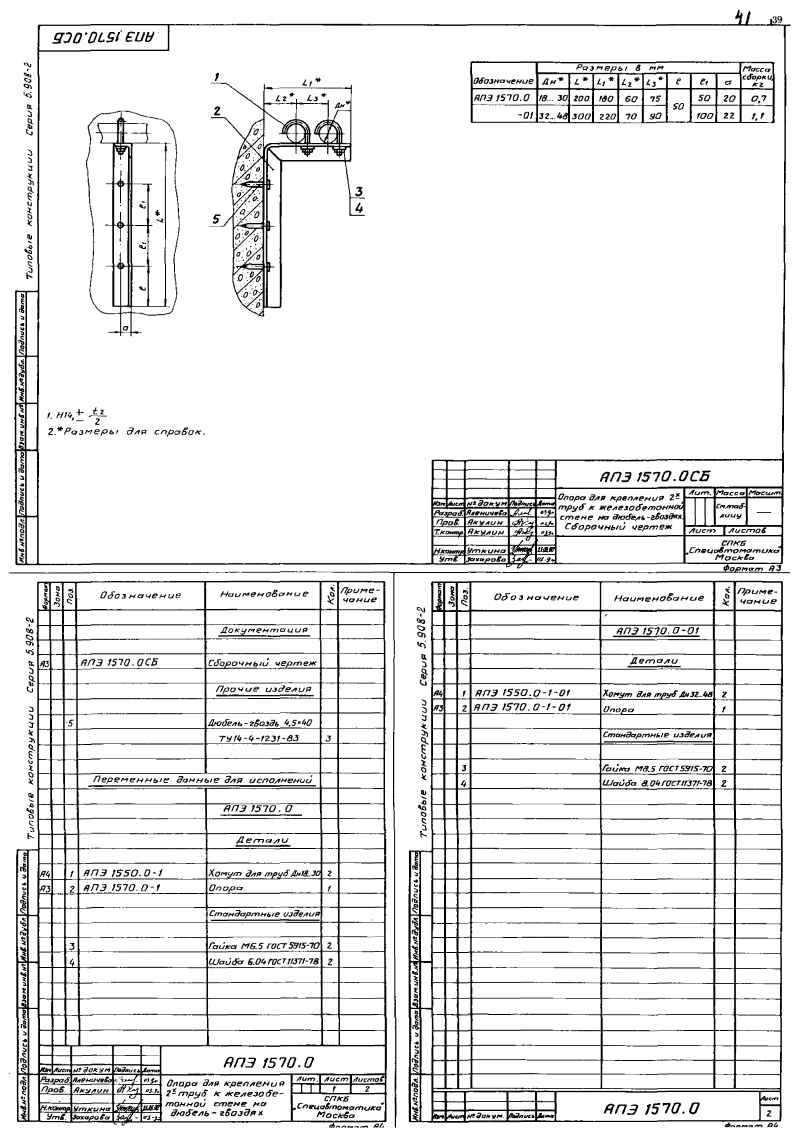 41 39
АПЭ 1570.0СБ
Типовые конструкции Серия 5.908-2
Обозначение Размеры в мм Масса сборки, кг
Дн* L* L₁* L₂* L₃* ℓ ℓ₁ a
АПЭ 1570.0 18...30 200 180 60 75 50 50 20 0,7
-01 32...48 300 220 70 90 100 22 1,1
1
2
5
3
4
L₁*
L₂* L₃*
Дн*
L*
ℓ₁
ℓ₁
ℓ
a
1. H14, ± t2/2
2.*Размеры для справок.
Инв.№подл. Подпись и дата Взам.инв.№ Инв.№дубл. Подпись и дата
АПЭ 1570.0СБ
Изм Лист № докум Подпись Дата
Разраб. Аленичева
Пров. Акулин
Т.контр. Акулин
Н.контр. Уткина
Утв. Захарова
Опора для крепления 2ˣ
труб к железобетонной
стене на дюбель-гвоздях.
Сборочный чертеж
Лит. Масса Масшт.
См.таблицу —
Лист Листов
СПКБ
„Спецавтоматика"
Москва
Формат А3
Типовые конструкции Серия 5.908-2
Формат Зона Поз. Обозначение Наименование Кол. Примечание
Документация
А3 АПЭ 1570.0СБ Сборочный чертеж
Прочие изделия
5 Дюбель-гвоздь 4,5×40
ТУ14-4-1231-83 3
Переменные данные для исполнений
АПЭ 1570.0
Детали
А4 1 АПЭ 1550.0-1 Хомут для труб Дн18..30 2
А3 2 АПЭ 1570.0-1 Опора 1
Стандартные изделия
3 Гайка М6.5 ГОСТ 5915-70 2
4 Шайба 6.04 ГОСТ 11371-78 2
Инв.№подл. Подпись и дата Взам.инв.№ Инв.№дубл. Подпись и дата
АПЭ 1570.0
Изм Лист № докум Подпись Дата
Разраб. Аленичева
Пров. Акулин
Н.контр. Уткина
Утв. Захарова
Опора для крепления
2ˣ труб к железобе-
тонной стене на
дюбель-гвоздях
Лит. Лист Листов
1 2
СПКБ
„Спецавтоматика"
Москва
Формат А4
Типовые конструкции Серия 5.908-2
Формат Зона Поз. Обозначение Наименование Кол. Примечание
АПЭ 1570.0-01
Детали
А4 1 АПЭ 1550.0-1-01 Хомут для труб Дн32..48 2
А3 2 АПЭ 1570.0-1-01 Опора 1
Стандартные изделия
3 Гайка М8.5 ГОСТ 5915-70 2
4 Шайба 8.04 ГОСТ 11371-78 2
Инв.№подл. Подпись и дата Взам.инв.№ Инв.№дубл. Подпись и дата
Изм Лист № докум. Подпись Дата
АПЭ 1570.0
Лист
2
Формат А4